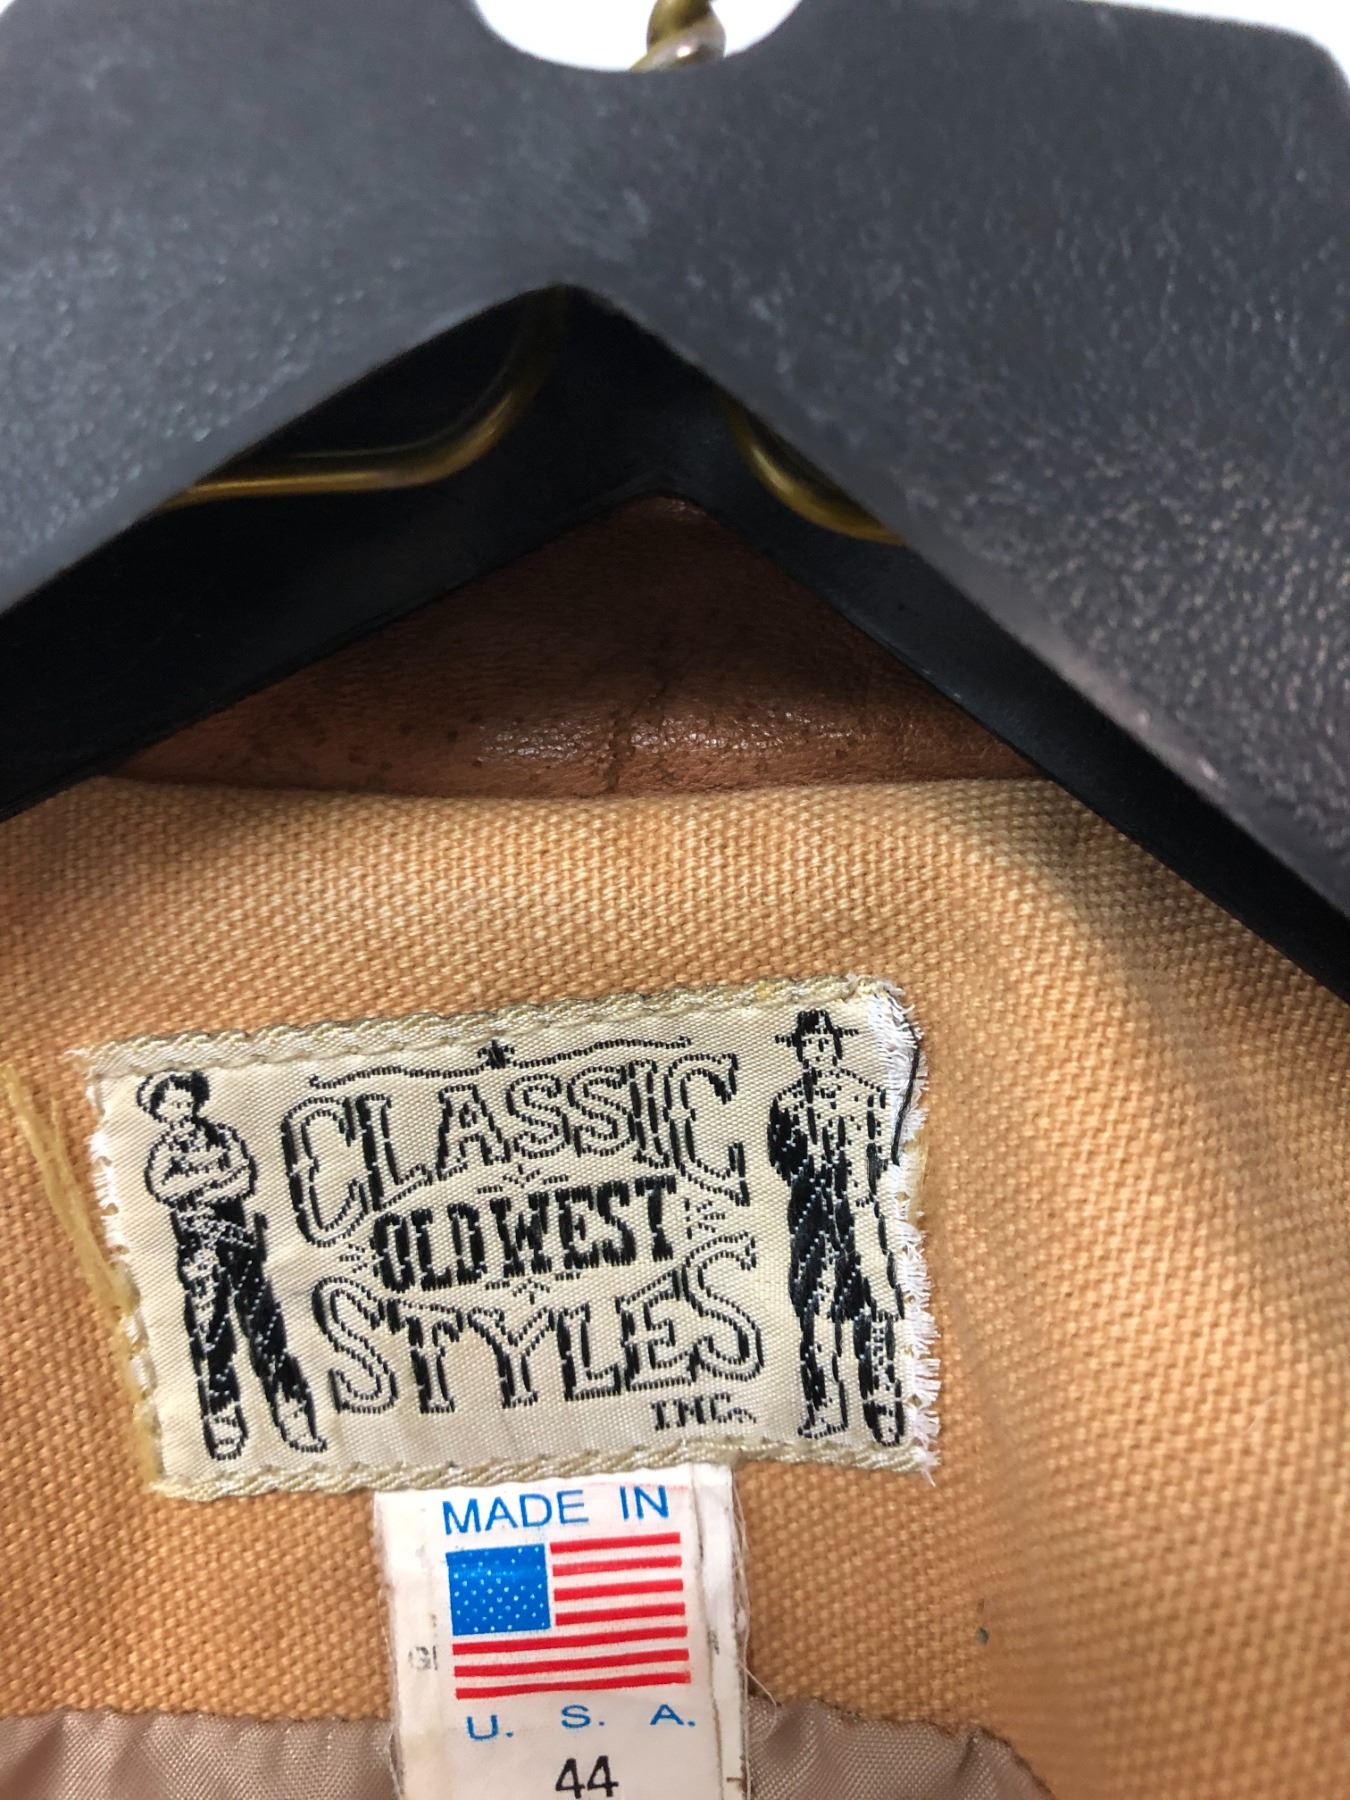 CLASSIC
OLD WEST
STYLES
INC.
MADE IN
U. S. A.
44